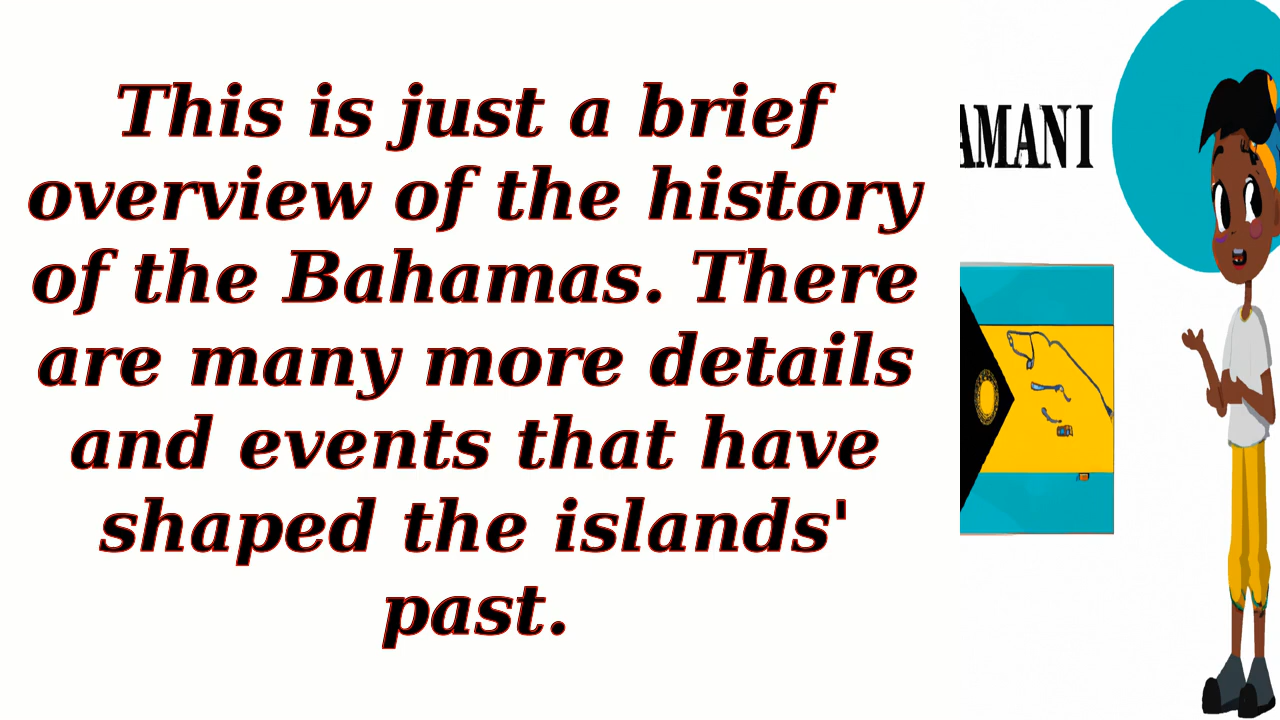 This is just a brief
overview of the history
of the Bahamas. There
are many more details
and events that have
shaped the islands'
past.
AMANI